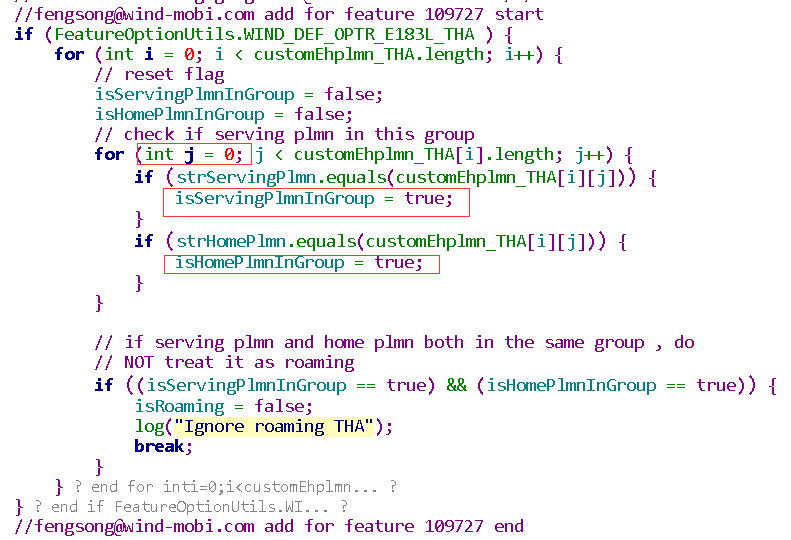 //fengsong@wind-mobi.com add for feature 109727 start
if (FeatureOptionUtils.WIND_DEF_OPTR_E183L_THA ) {
for (int i = 0; i < customEhplmn_THA.length; i++) {
// reset flag
isServingPlmnInGroup = false;
isHomePlmnInGroup = false;
// check if serving plmn in this group
for (int j = 0; j < customEhplmn_THA[i].length; j++) {
if (strServingPlmn.equals(customEhplmn_THA[i][j])) {
isServingPlmnInGroup = true;
}
if (strHomePlmn.equals(customEhplmn_THA[i][j])) {
isHomePlmnInGroup = true;
}
}
// if serving plmn and home plmn both in the same group , do
// NOT treat it as roaming
if ((isServingPlmnInGroup == true) && (isHomePlmnInGroup == true)) {
isRoaming = false;
log("Ignore roaming THA");
break;
}
} ? end for inti=0;i<customEhplmn... ?
} ? end if FeatureOptionUtils.WI... ?
//fengsong@wind-mobi.com add for feature 109727 end